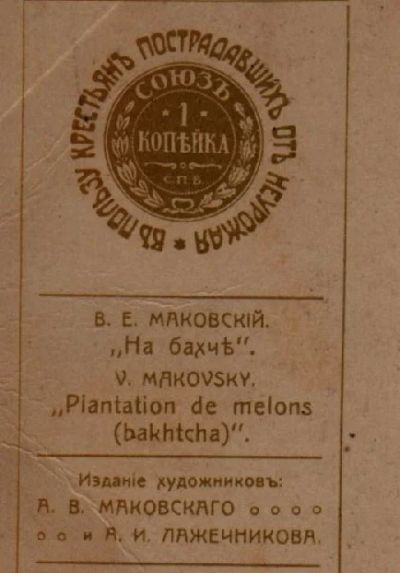 ВЪ ПОЛЬЗУ КРЕСТЬЯНЪ ПОСТРАДАВШИХЪ ОТЪ НЕУРОЖАЯ *
СОЮЗЪ
1
КОПѢЙКА
С.П.Б.
В. Е. МАКОВСКІЙ.
„На бахчѣ".
V. MAKOVSKY.
„Plantation de melons
(bakhtcha)".
Изданіе художниковъ:
А. В. МАКОВСКАГО
и А. И. ЛАЖЕЧНИКОВА.